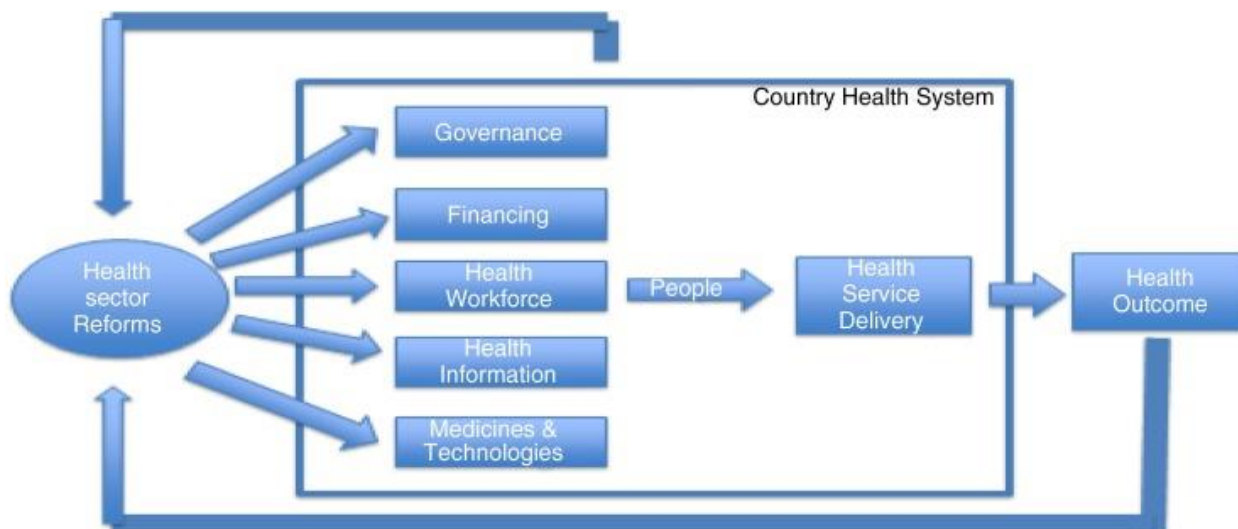 Country Health System
Governance
Financing
Health
sector
Reforms
Health
Workforce
People
Health
Service
Delivery
Health
Outcome
Health
Information
Medicines &
Technologies